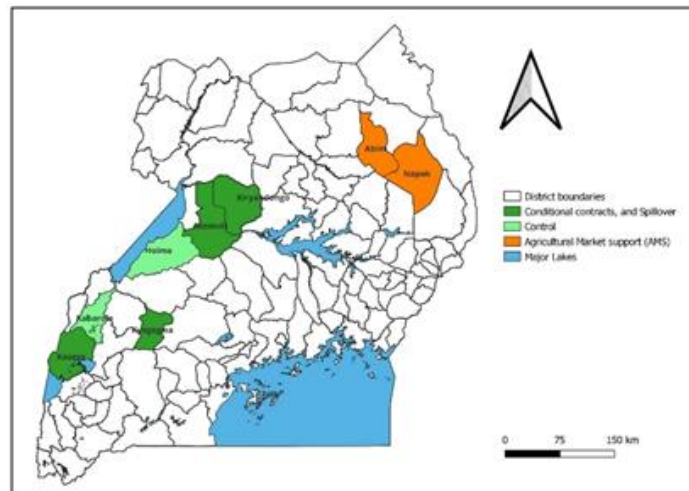 Abim
Napak
Kiryandongo
Masindi
Hoima
Kabarole
Kyegegwa
Kasese
District boundaries
Conditional contracts, and Spillover
Control
Agricultural Market support (AMS)
Major Lakes
0 75 150 km